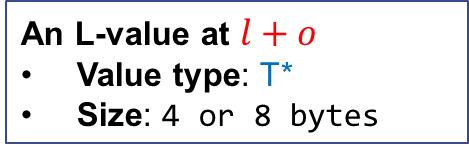 An L-value at l + o
• Value type: T*
• Size: 4 or 8 bytes